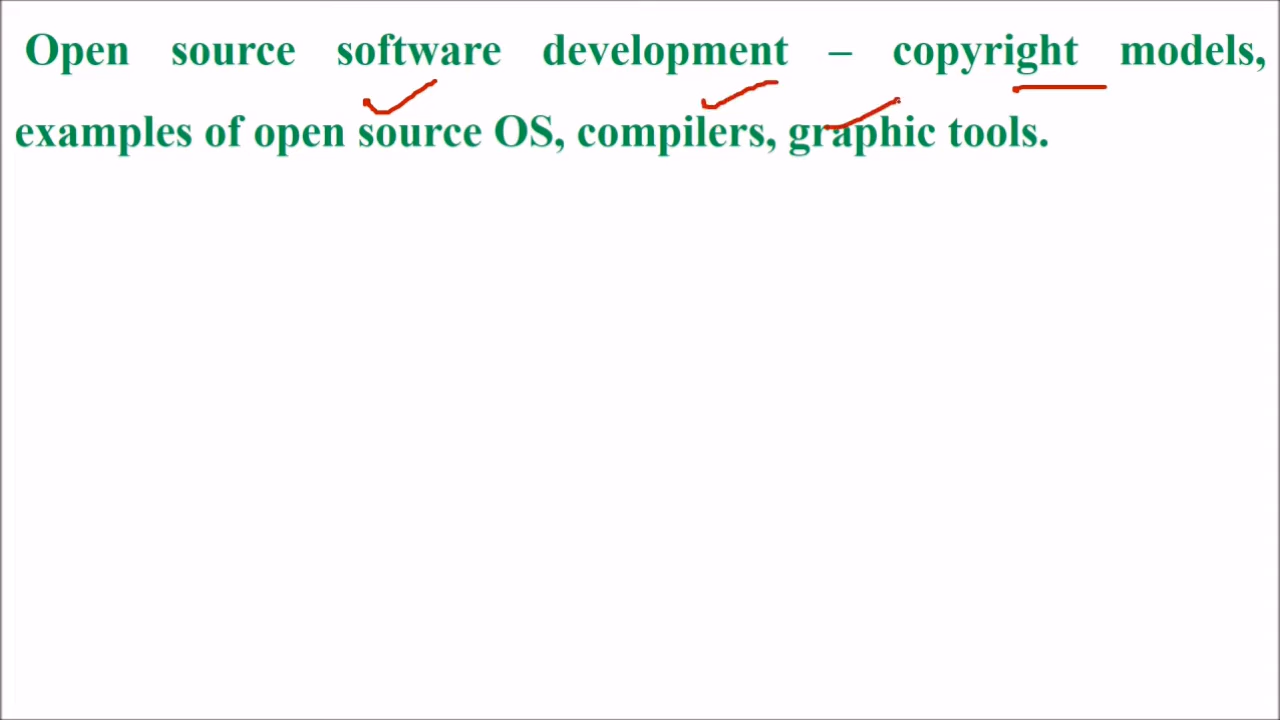 Open source software development – copyright models,
examples of open source OS, compilers, graphic tools.